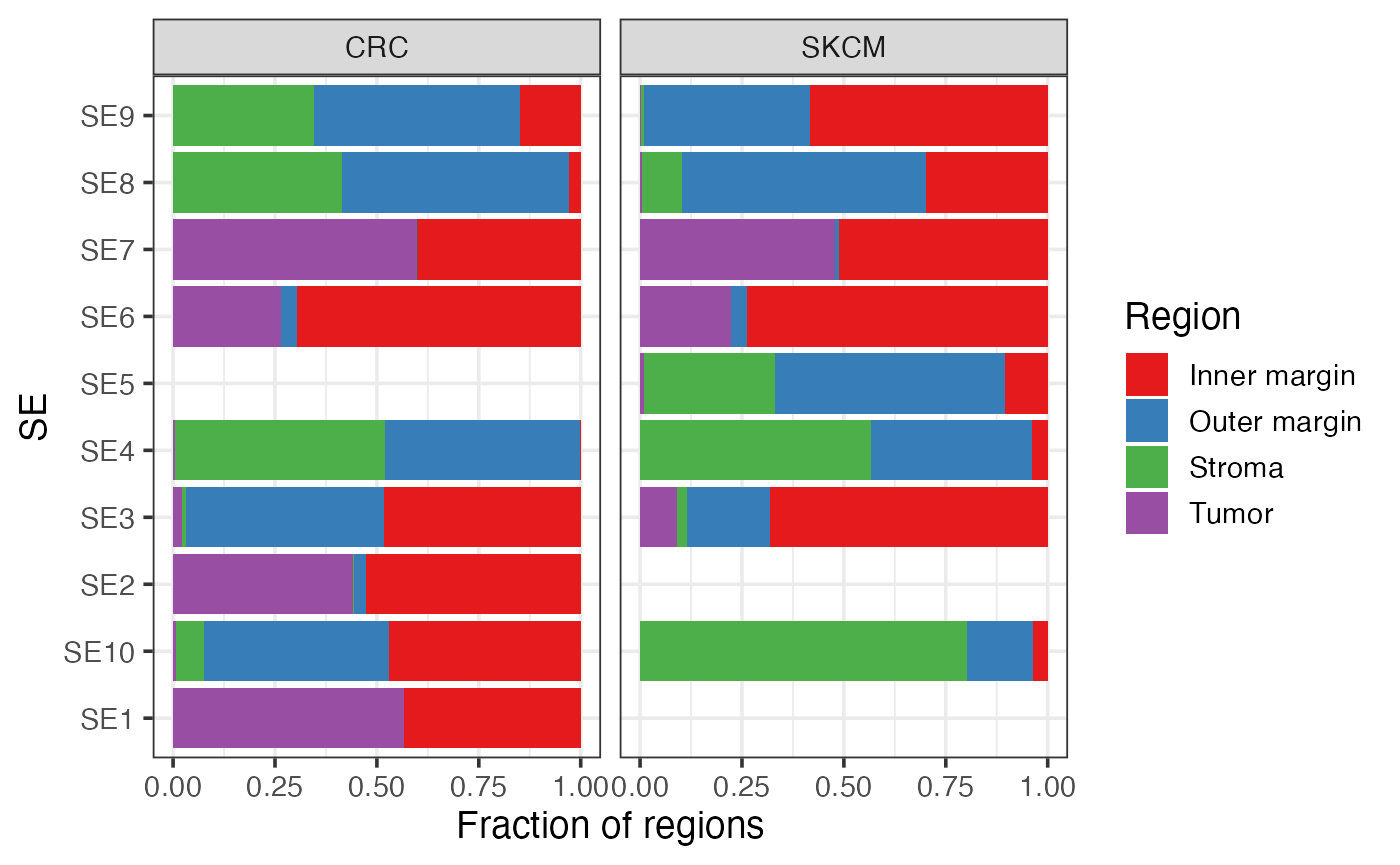 CRC
SKCM
SE9
SE8
SE7
SE6
SE5
SE4
SE3
SE2
SE10
SE1
SE
0.00 0.25 0.50 0.75 1.00 0.00 0.25 0.50 0.75 1.00
Fraction of regions
Region
Inner margin
Outer margin
Stroma
Tumor